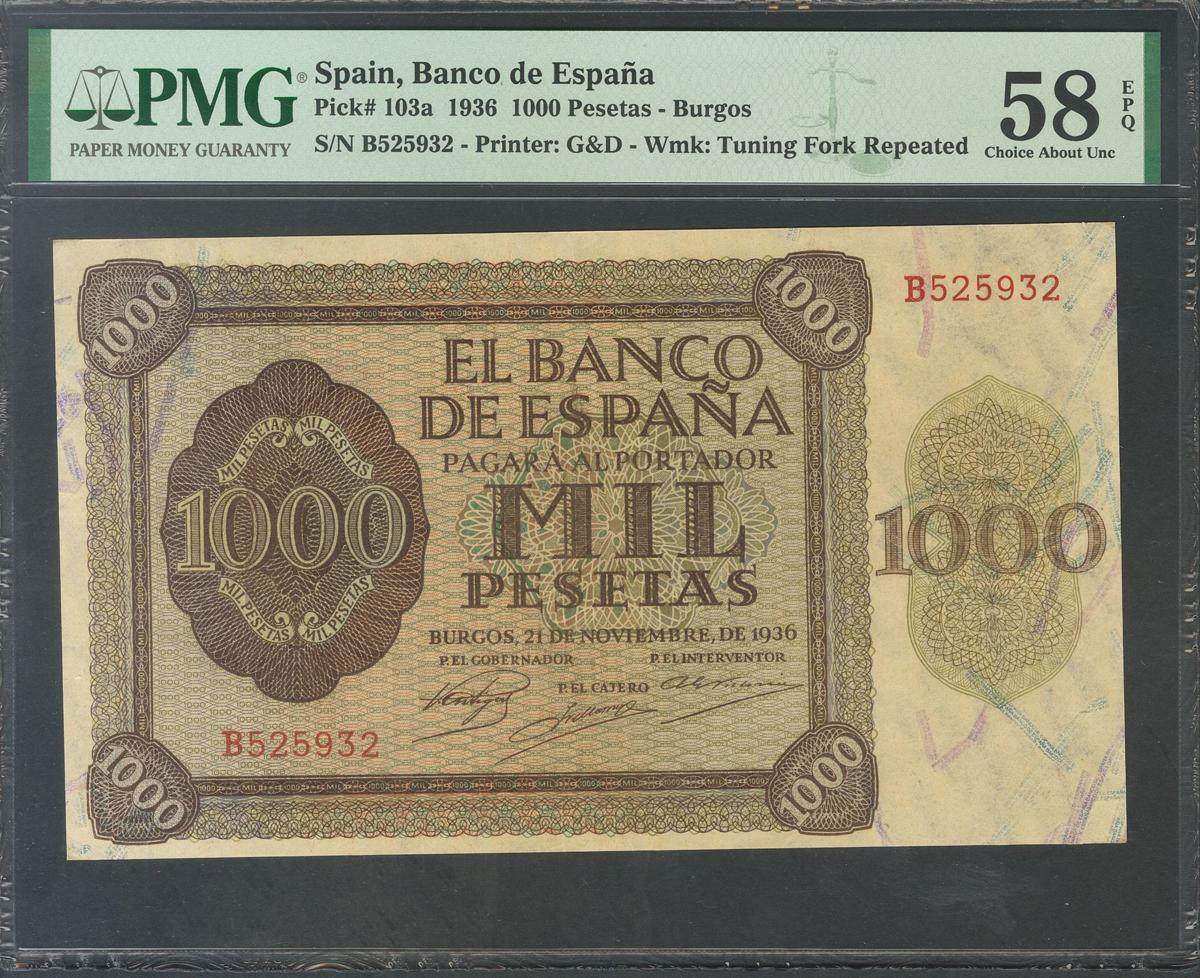 PMG®
PAPER MONEY GUARANTY
Spain, Banco de España
Pick# 103a 1936 1000 Pesetas - Burgos
S/N B525932 - Printer: G&D - Wmk: Tuning Fork Repeated
58
EPQ
Choice About Unc
1000
1000
B525932
EL BANCO
DE ESPAÑA
PAGARÁ AL PORTADOR
MIL
PESETAS
MIL PESETAS MIL PESETAS
1000
MIL PESETAS MIL PESETAS
1000
BURGOS, 21 DE NOVIEMBRE, DE 1936
P. EL GOBERNADOR
P. EL INTERVENTOR
P. EL CAJERO
B525932
1000
1000